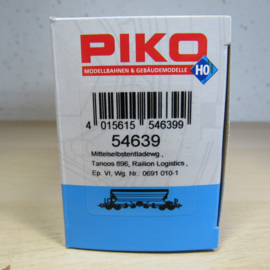 PIKO
MODELLBAHNEN & GEBÄUDEMODELLE
H0
4 015615 546399
54639
Mittelselbstentladewg.,
Tanoos 896, Railion Logistics,
Ep. VI, Wg. Nr.: 0691 010-1